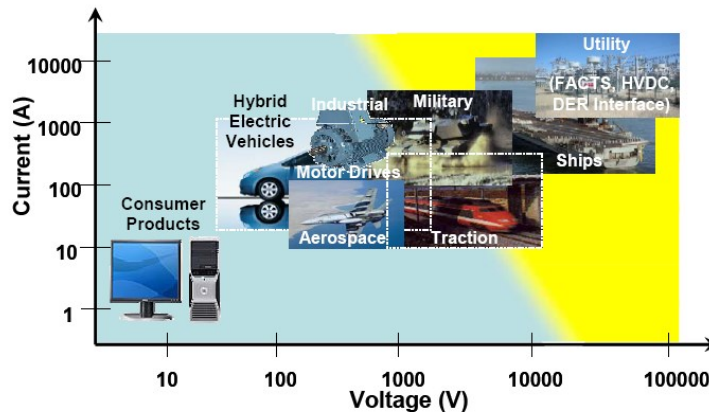 Current (A)
10000
1000
100
10
1
Utility
(FACTS, HVDC,
DER Interface)
Hybrid
Electric
Vehicles
Industrial
Military
Motor Drives
Ships
Consumer
Products
Aerospace
Traction
10
100
1000
10000
100000
Voltage (V)